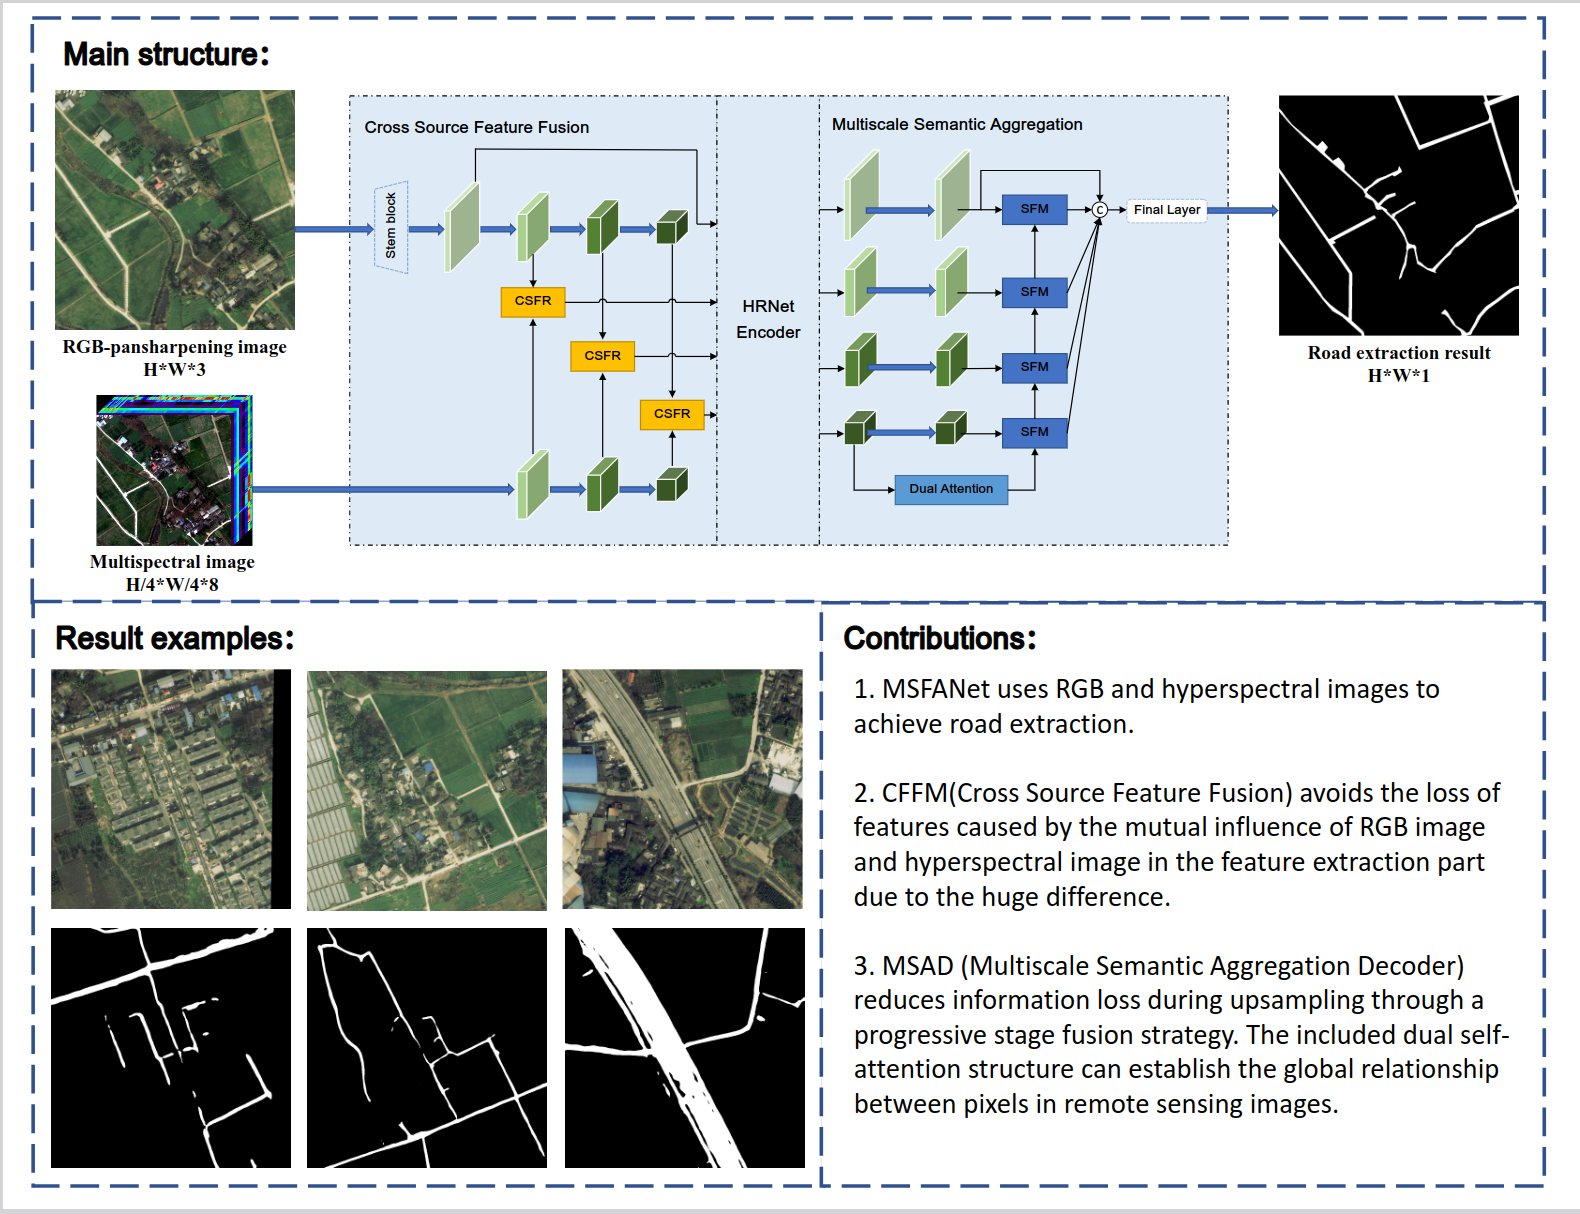 Main structure:
Cross Source Feature Fusion
Multiscale Semantic Aggregation
Stem block
SFM
C
Final Layer
RGB-pansharpening image
H*W*3
CSFR
HRNet
Encoder
SFM
Road extraction result
H*W*1
CSFR
SFM
CSFR
SFM
Dual Attention
Multispectral image
H/4*W/4*8
Result examples:
Contributions:
1. MSFANet uses RGB and hyperspectral images to
achieve road extraction.
2. CFFM(Cross Source Feature Fusion) avoids the loss of
features caused by the mutual influence of RGB image
and hyperspectral image in the feature extraction part
due to the huge difference.
3. MSAD (Multiscale Semantic Aggregation Decoder)
reduces information loss during upsampling through a
progressive stage fusion strategy. The included dual self-
attention structure can establish the global relationship
between pixels in remote sensing images.